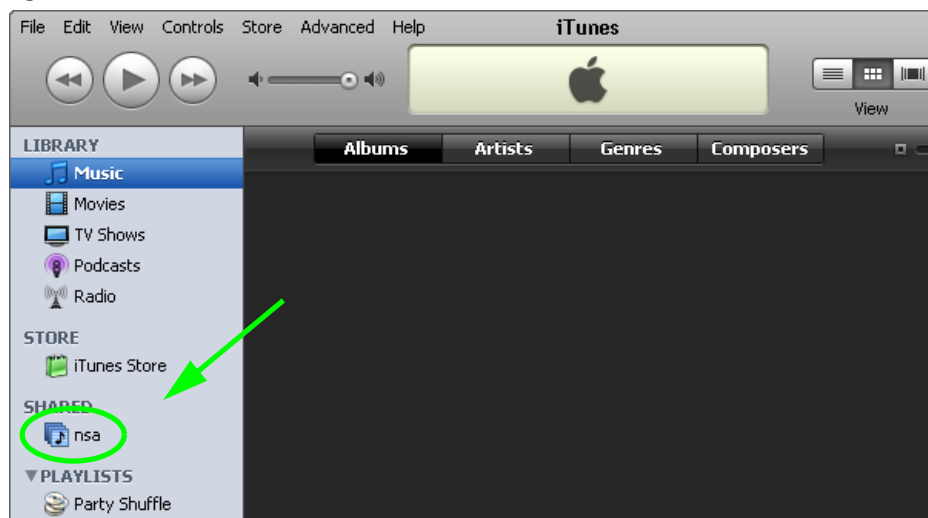 File Edit View Controls Store Advanced Help iTunes
View
LIBRARY
Albums Artists Genres Composers
Music
Movies
TV Shows
Podcasts
Radio
STORE
iTunes Store
SHARED
nsa
PLAYLISTS
Party Shuffle